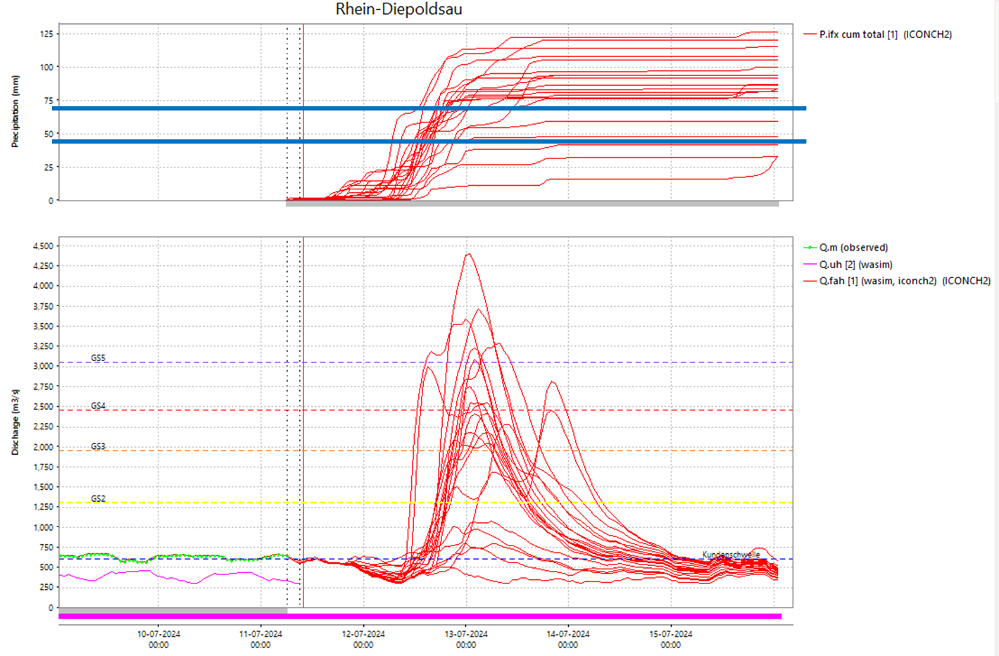 Rhein-Diepoldsau
125
100
75
50
25
0
Precipitation (mm)
P.ifx cum total [1] (ICONCH2)
4,500
4,250
4,000
3,750
3,500
3,250
3,000
2,750
2,500
2,250
2,000
1,750
1,500
1,250
1,000
750
500
250
0
Discharge (m3/s)
GS5
GS4
GS3
GS2
Kundenschwelle
Q.m (observed)
Q.uh [2] (wasim)
Q.fah [1] (wasim, iconch2) (ICONCH2)
10-07-2024 11-07-2024 12-07-2024 13-07-2024 14-07-2024 15-07-2024
00:00 00:00 00:00 00:00 00:00 00:00